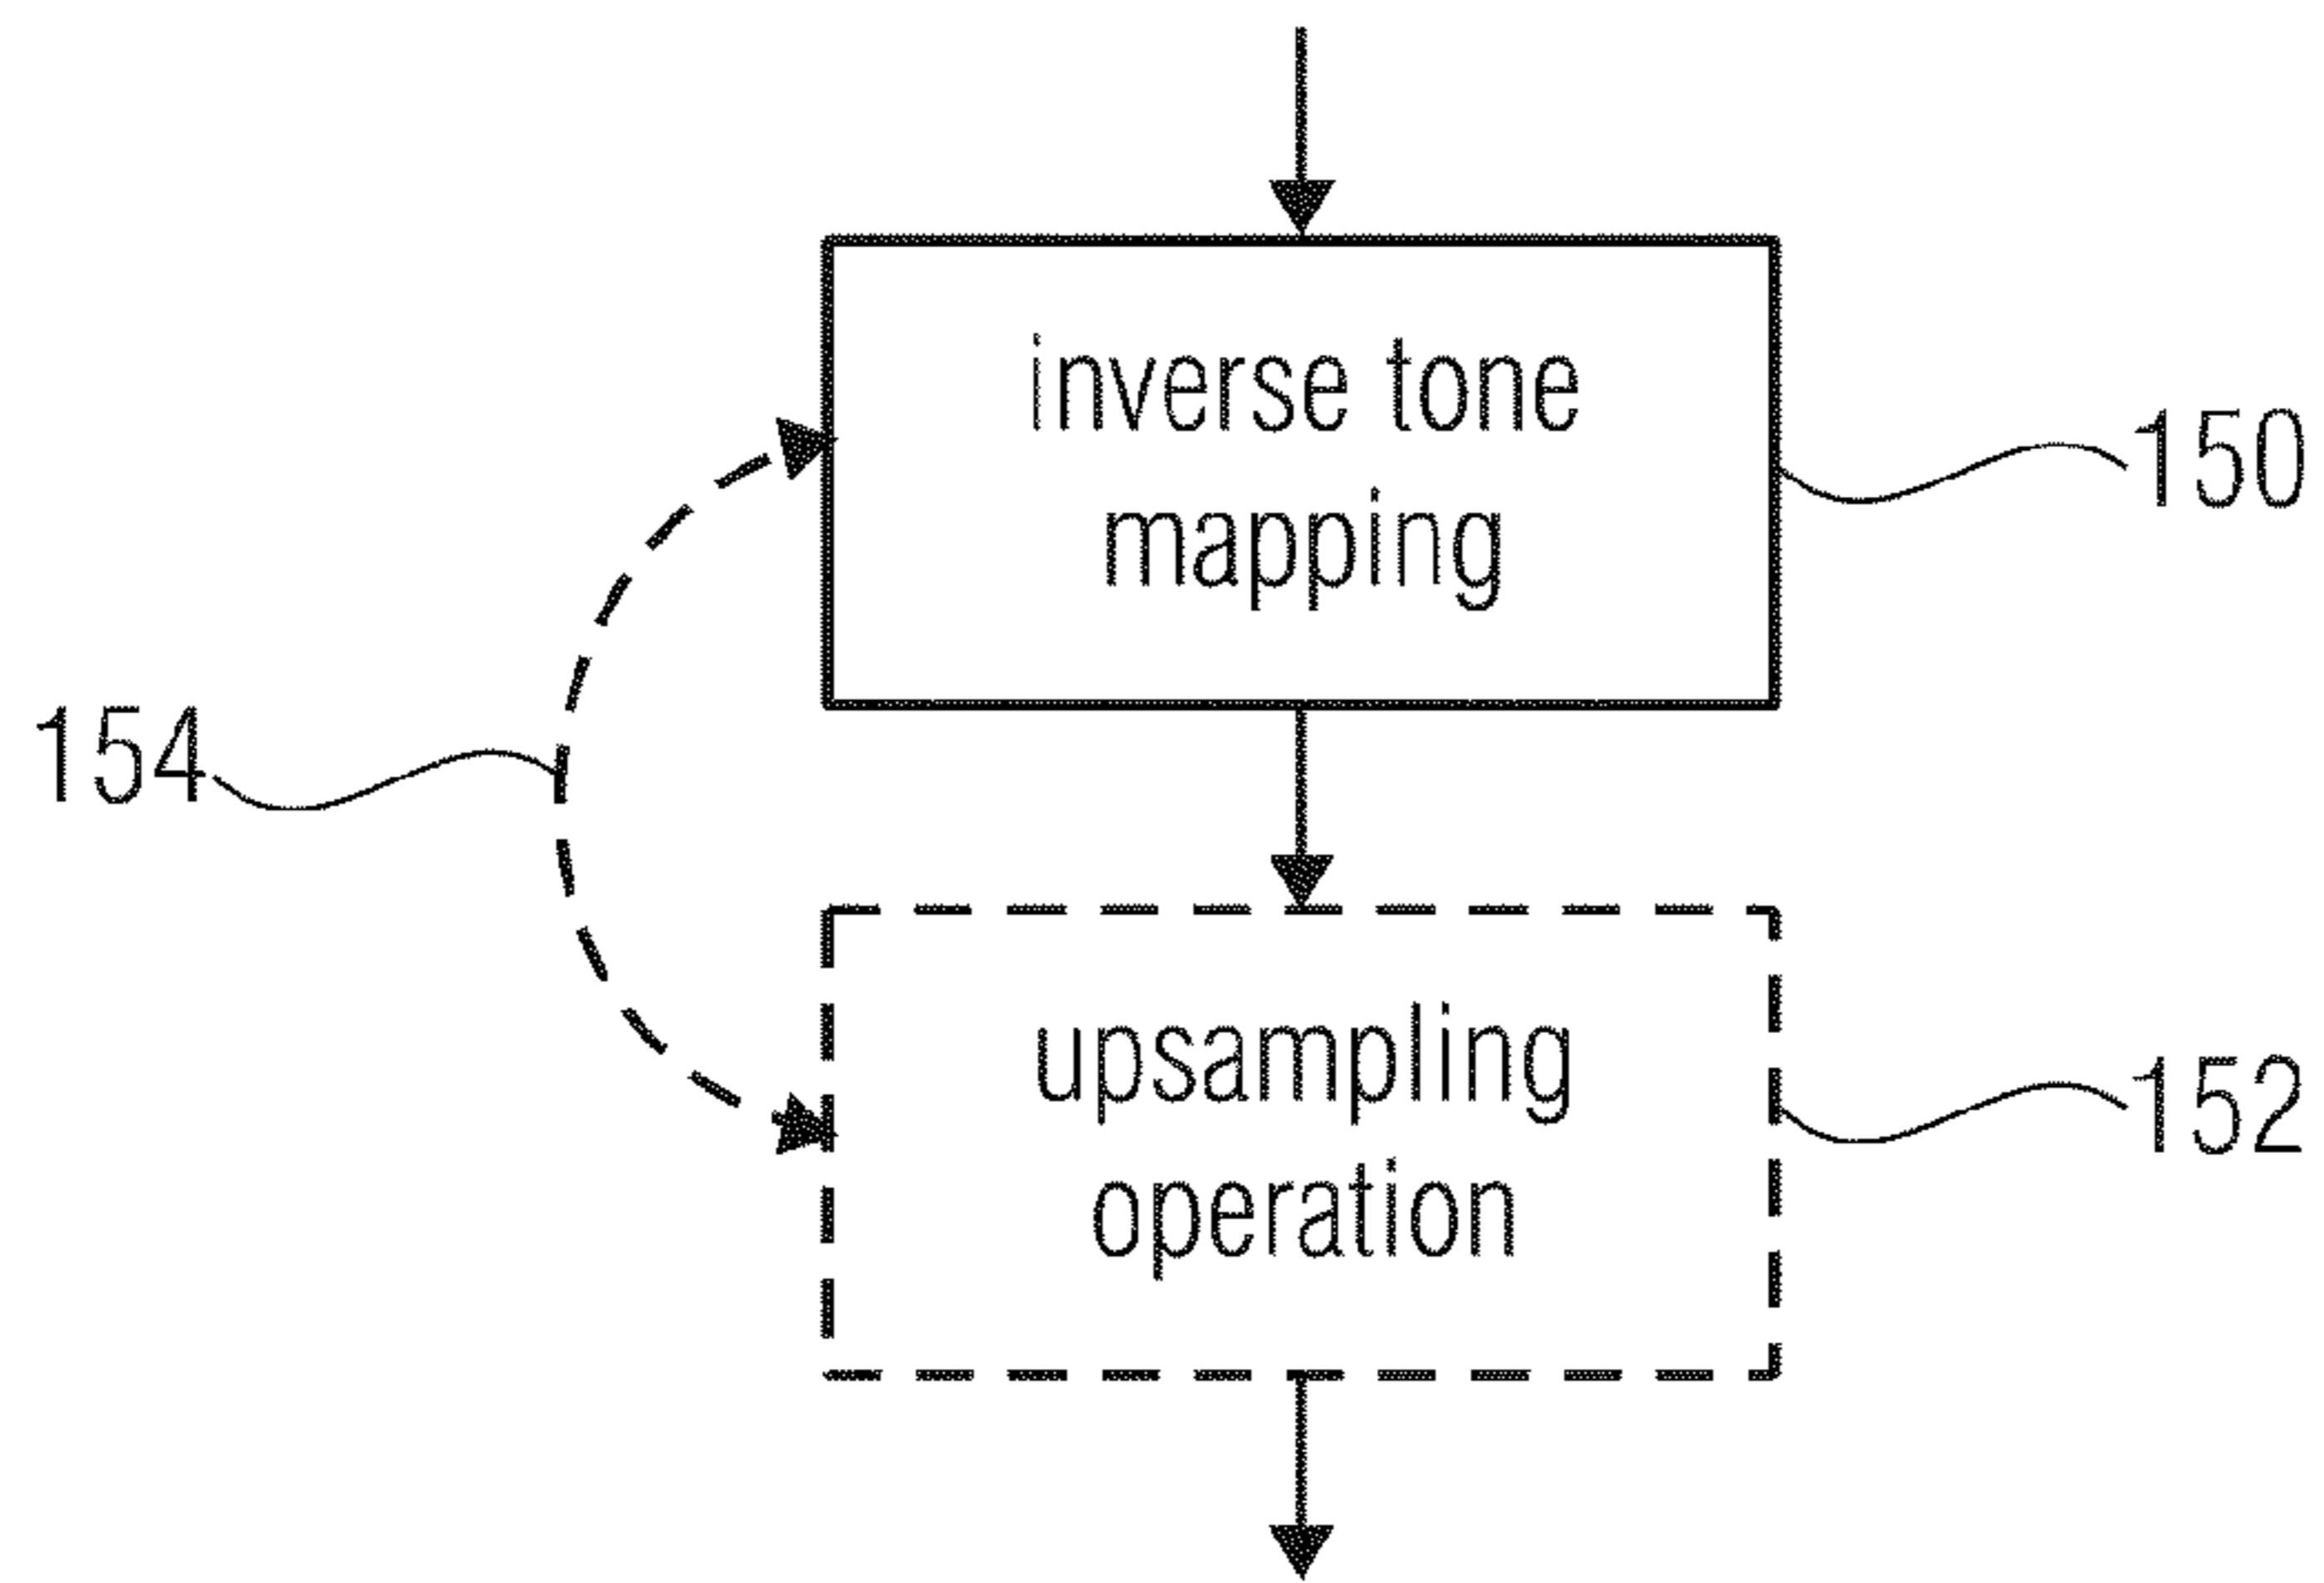 inverse tone
mapping
150
154
upsampling
operation
152